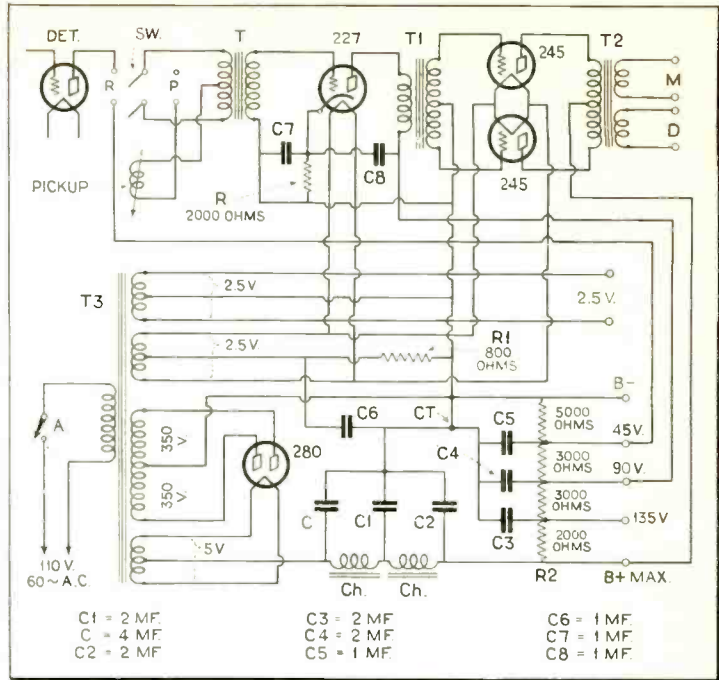 DET.
SW.
T
227
T1
245
T2
R
P
M
D
C7
C8
PICKUP
R
2000 OHMS
245
T3
2.5 V.
2.5 V.
2.5 V
R1
800
OHMS
B-
A
350
V.
280
C6
CT
C5
5000
OHMS
45V.
C4
3000
OHMS
90 V.
350
V.
3000
OHMS
135V
C
C1
C2
C3
2000
OHMS
5V
110 V.
60~A.C.
Ch.
Ch.
R2
B+ MAX.
C1 = 2 MF.
C = 4 MF.
C2 = 2 MF.
C3 = 2 MF.
C4 = 2 MF.
C5 = 1 MF.
C6 = 1 MF.
C7 = 1 MF.
C8 = 1 MF.